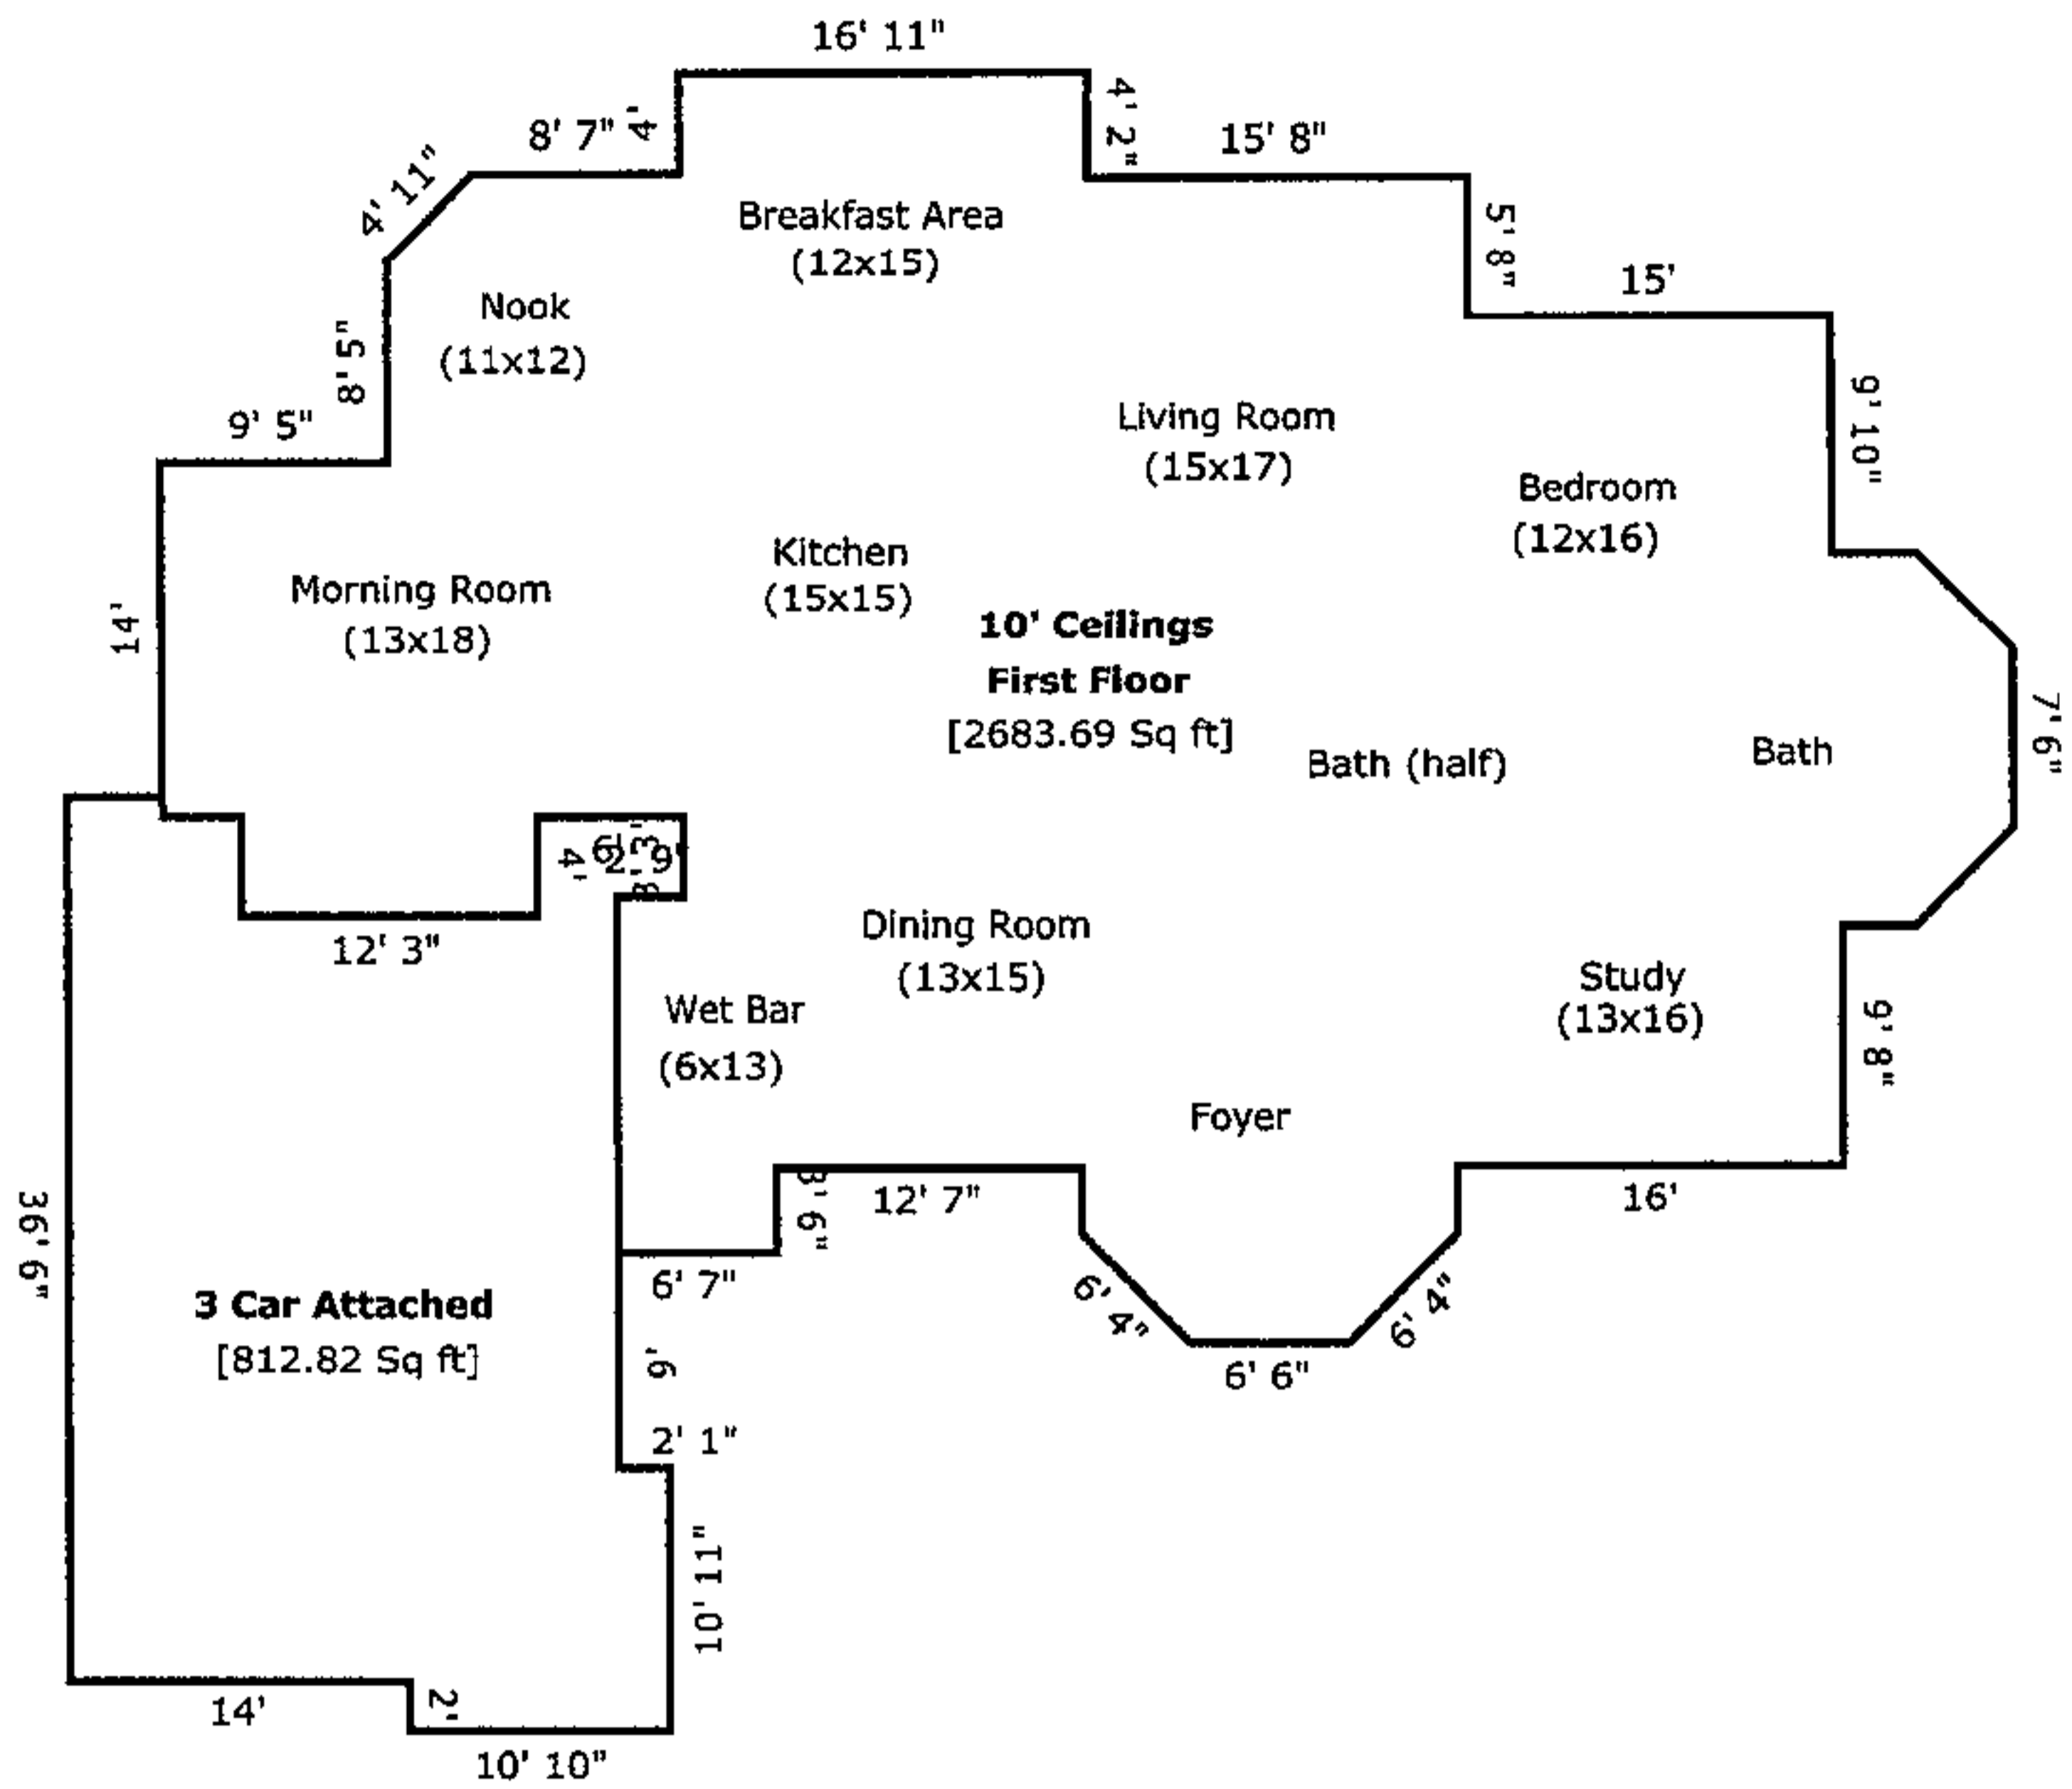 16' 11"
4' 2"
8' 7"
4'
15' 8"
4' 11"
Breakfast Area
(12x15)
5' 8"
15'
Nook
(11x12)
8' 5"
9' 5"
9' 10"
Living Room
(15x17)
Bedroom
(12x16)
Kitchen
(15x15)
Morning Room
(13x18)
14'
10' Ceilings
First Floor
[2683.69 Sq ft]
7' 6"
Bath (half)
Bath
4'
12' 3"
Dining Room
(13x15)
Study
(13x16)
Wet Bar
(6x13)
9' 8"
Foyer
12' 7"
16'
36' 6"
6' 7"
3 Car Attached
[812.82 Sq ft]
6' 4"
6' 4"
6' 6"
2' 1"
10' 11"
14'
2'
10' 10"